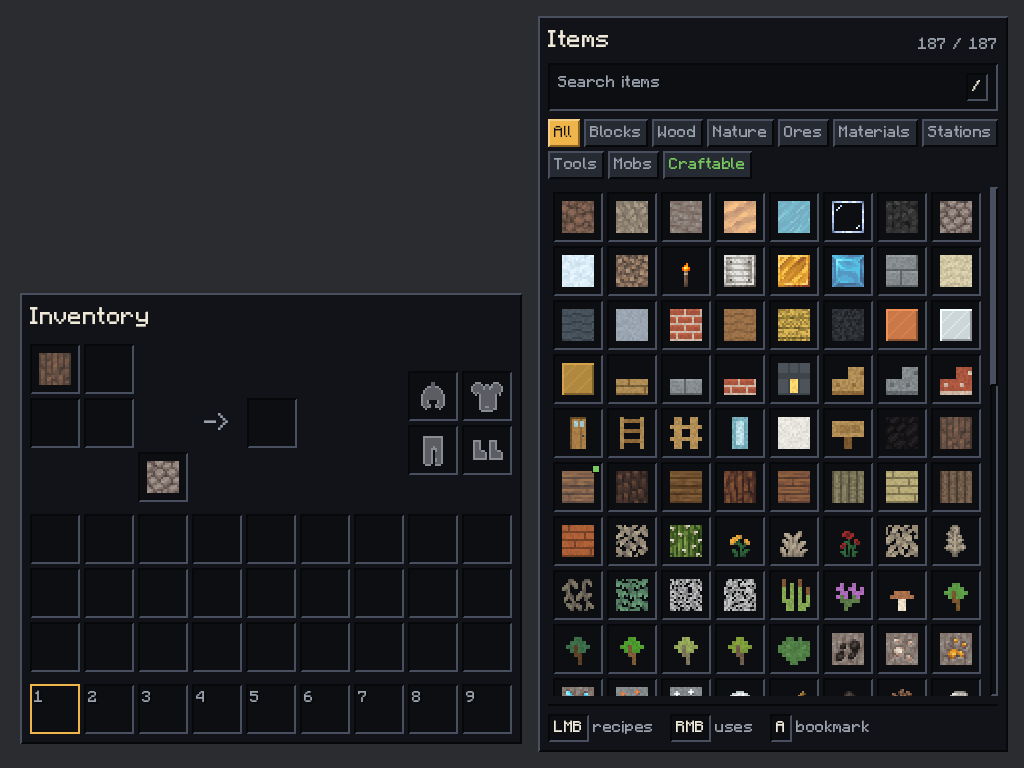 Items
187 / 187
Search items
/
All Blocks Wood Nature Ores Materials Stations
Tools Mobs Craftable
Inventory
1 2 3 4 5 6 7 8 9
LMB recipes RMB uses A bookmark